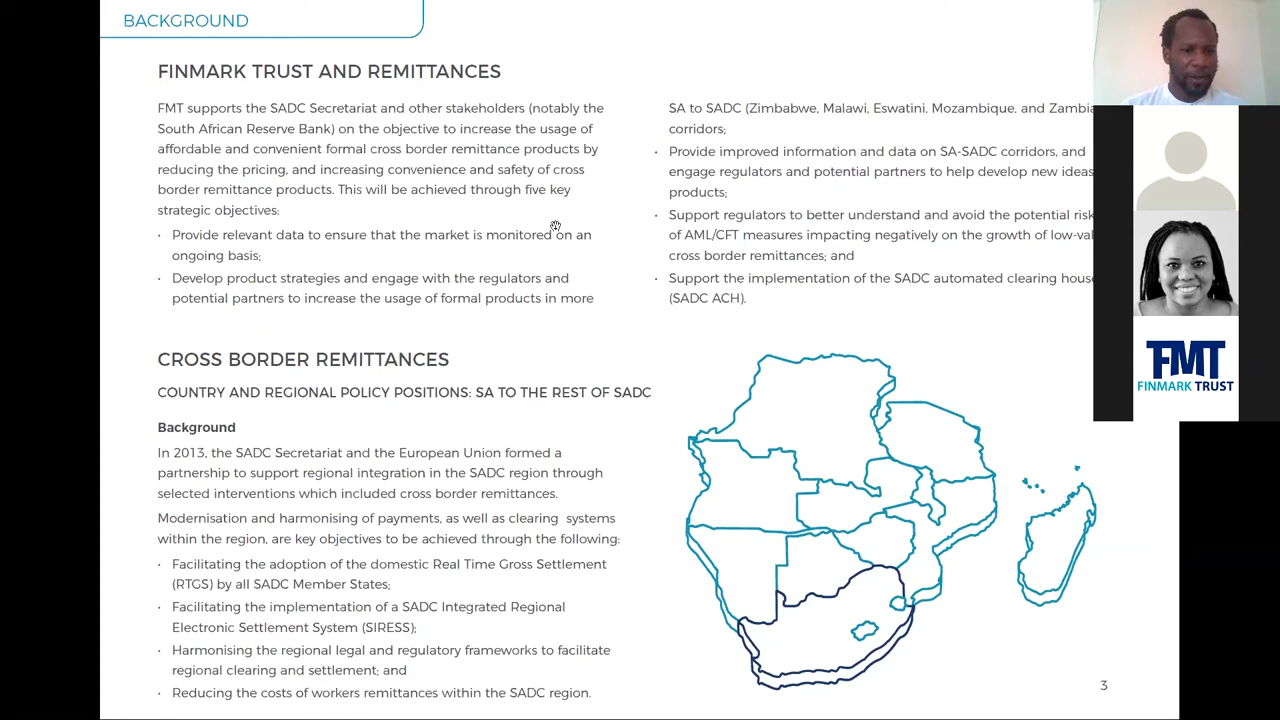 BACKGROUND
FINMARK TRUST AND REMITTANCES
FMT supports the SADC Secretariat and other stakeholders (notably the
South African Reserve Bank) on the objective to increase the usage of
affordable and convenient formal cross border remittance products by
reducing the pricing, and increasing convenience and safety of cross
border remittance products. This will be achieved through five key
strategic objectives:
· Provide relevant data to ensure that the market is monitored on an
ongoing basis;
· Develop product strategies and engage with the regulators and
potential partners to increase the usage of formal products in more
SA to SADC (Zimbabwe, Malawi, Eswatini, Mozambique, and Zambia
corridors;
· Provide improved information and data on SA-SADC corridors, and
engage regulators and potential partners to help develop new ideas
products;
· Support regulators to better understand and avoid the potential risk
of AML/CFT measures impacting negatively on the growth of low-val
cross border remittances; and
· Support the implementation of the SADC automated clearing hous
(SADC ACH).
CROSS BORDER REMITTANCES
COUNTRY AND REGIONAL POLICY POSITIONS: SA TO THE REST OF SADC
Background
In 2013, the SADC Secretariat and the European Union formed a
partnership to support regional integration in the SADC region through
selected interventions which included cross border remittances.
Modernisation and harmonising of payments, as well as clearing systems
within the region, are key objectives to be achieved through the following:
· Facilitating the adoption of the domestic Real Time Gross Settlement
(RTGS) by all SADC Member States;
· Facilitating the implementation of a SADC Integrated Regional
Electronic Settlement System (SIRESS);
· Harmonising the regional legal and regulatory frameworks to facilitate
regional clearing and settlement; and
· Reducing the costs of workers remittances within the SADC region.
3
FMT
FINMARK TRUST